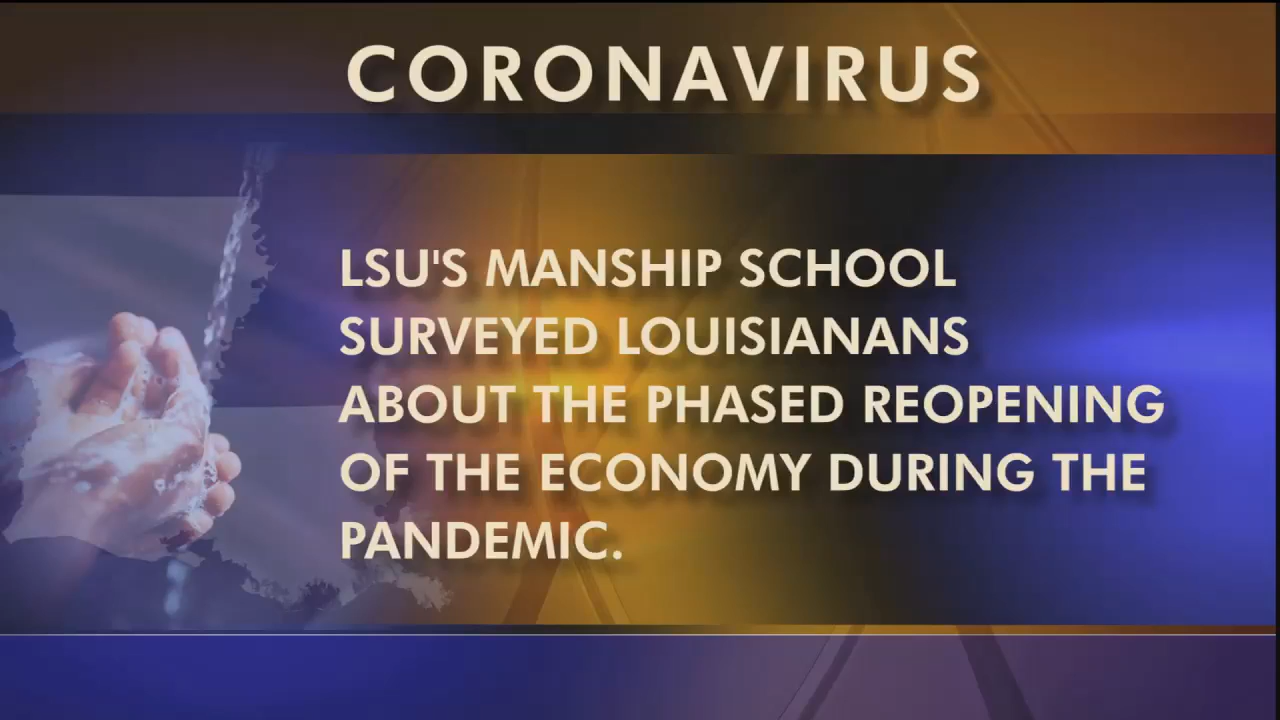 CORONAVIRUS
LSU'S MANSHIP SCHOOL
SURVEYED LOUISIANANS
ABOUT THE PHASED REOPENING
OF THE ECONOMY DURING THE
PANDEMIC.